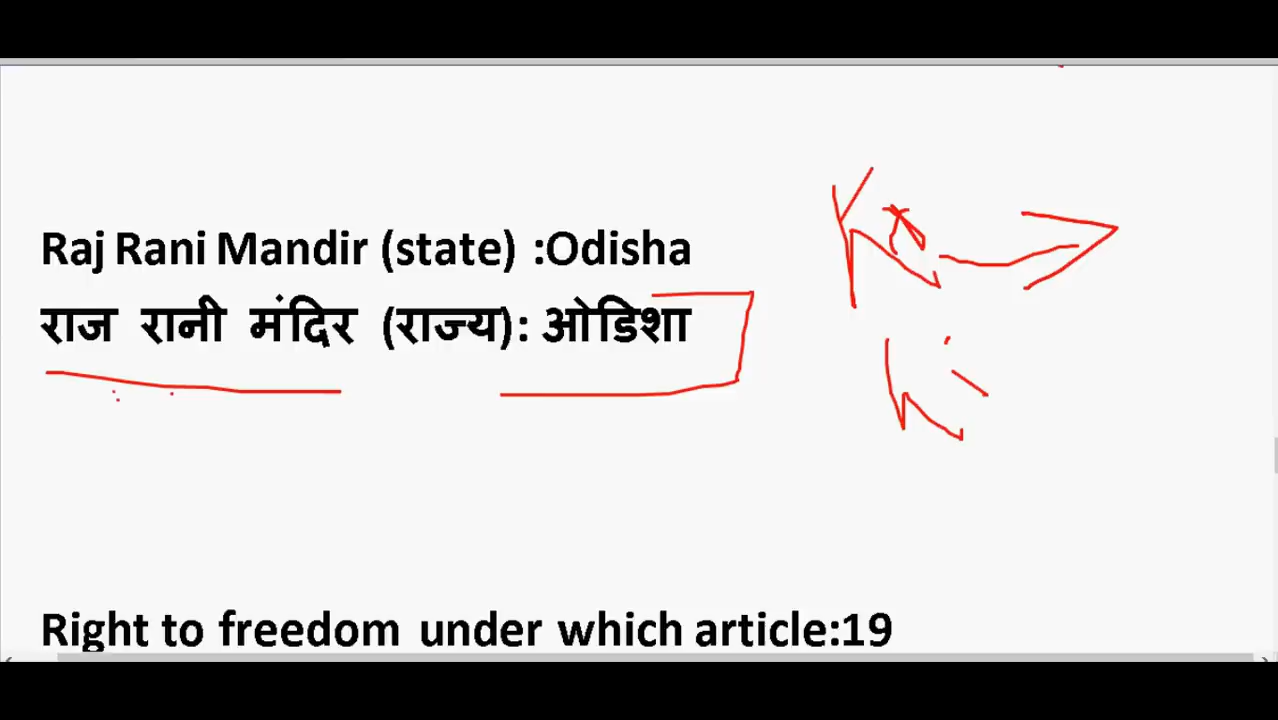 Raj Rani Mandir (state) :Odisha
राज रानी मंदिर (राज्य): ओडिशा
Right to freedom under which article:19